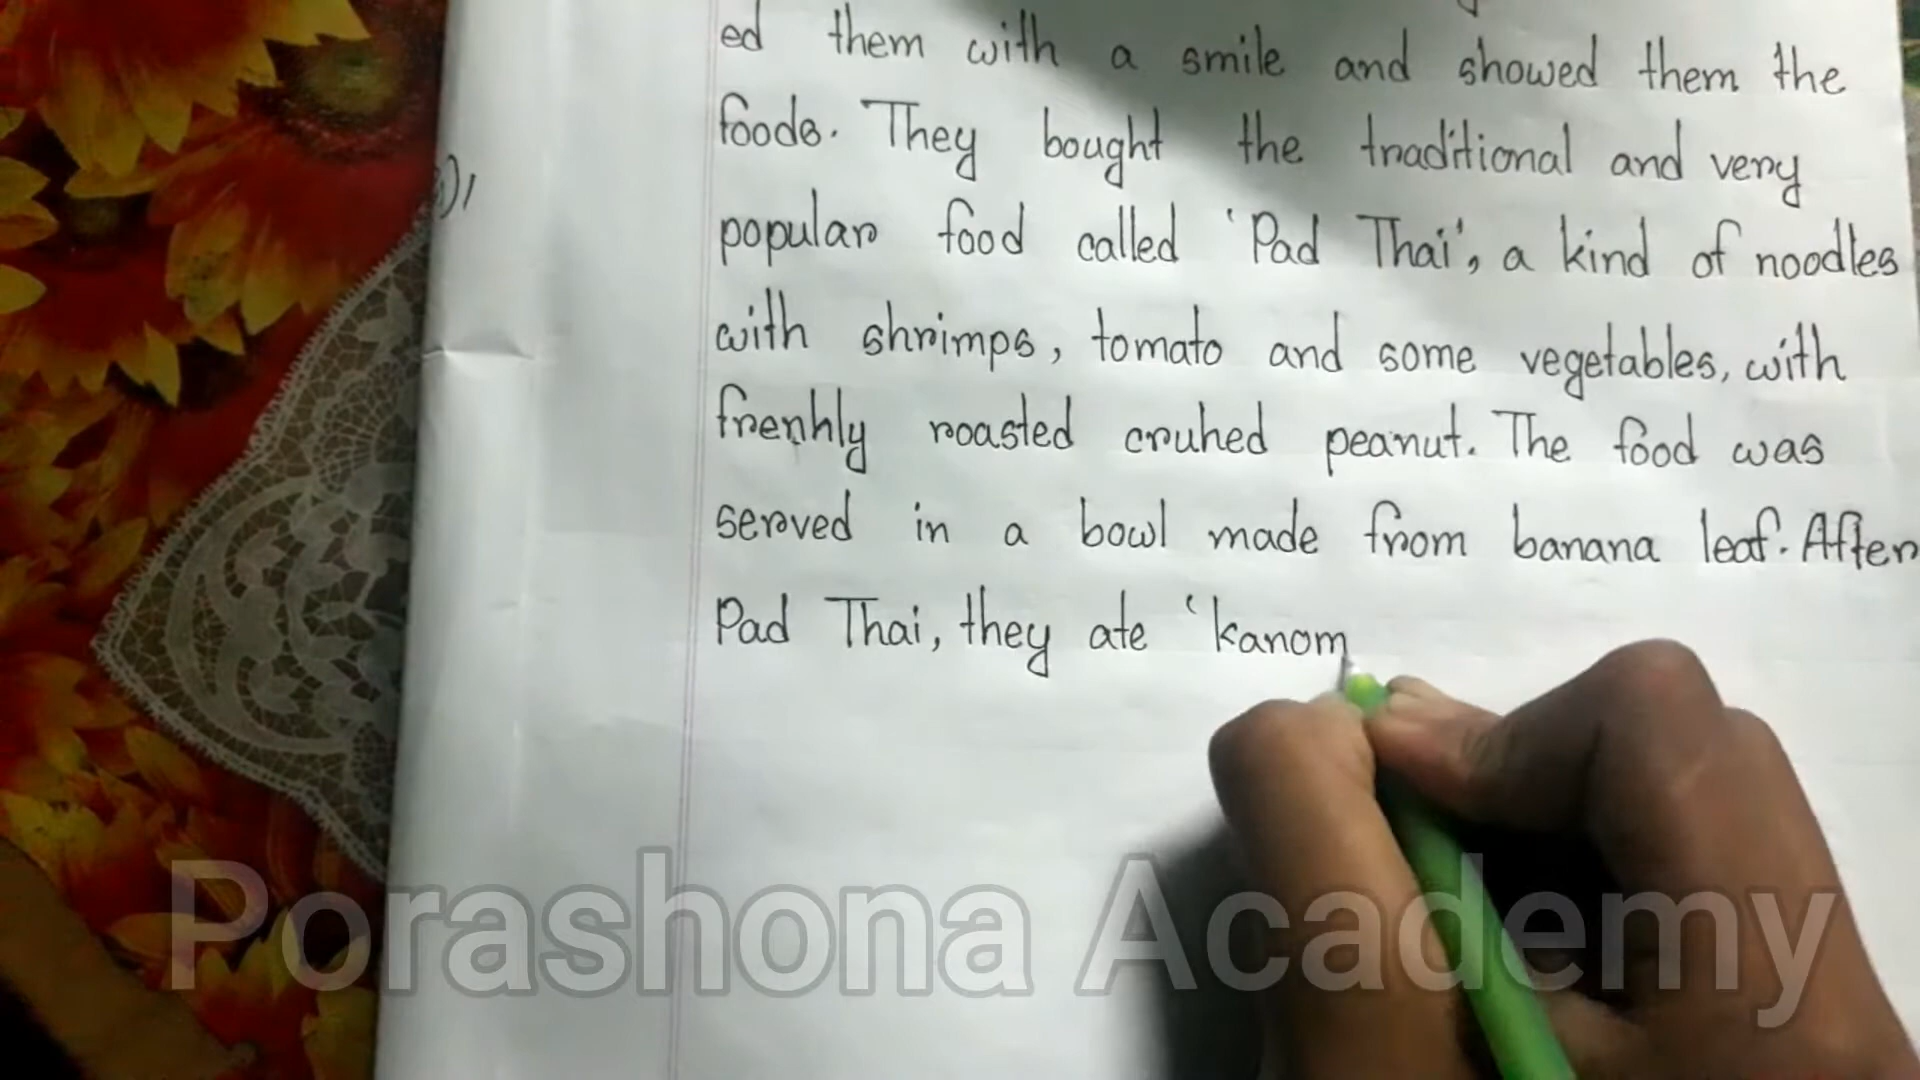 ed them with a smile and showed them the
foods. They bought the traditional and very
popular food called 'Pad Thai', a kind of noodles
with shrimps, tomato and some vegetables, with
frenhly roasted cruhed peanut. The food was
served in a bowl made from banana leaf. After
Pad Thai, they ate 'kanom
Porashona Academy